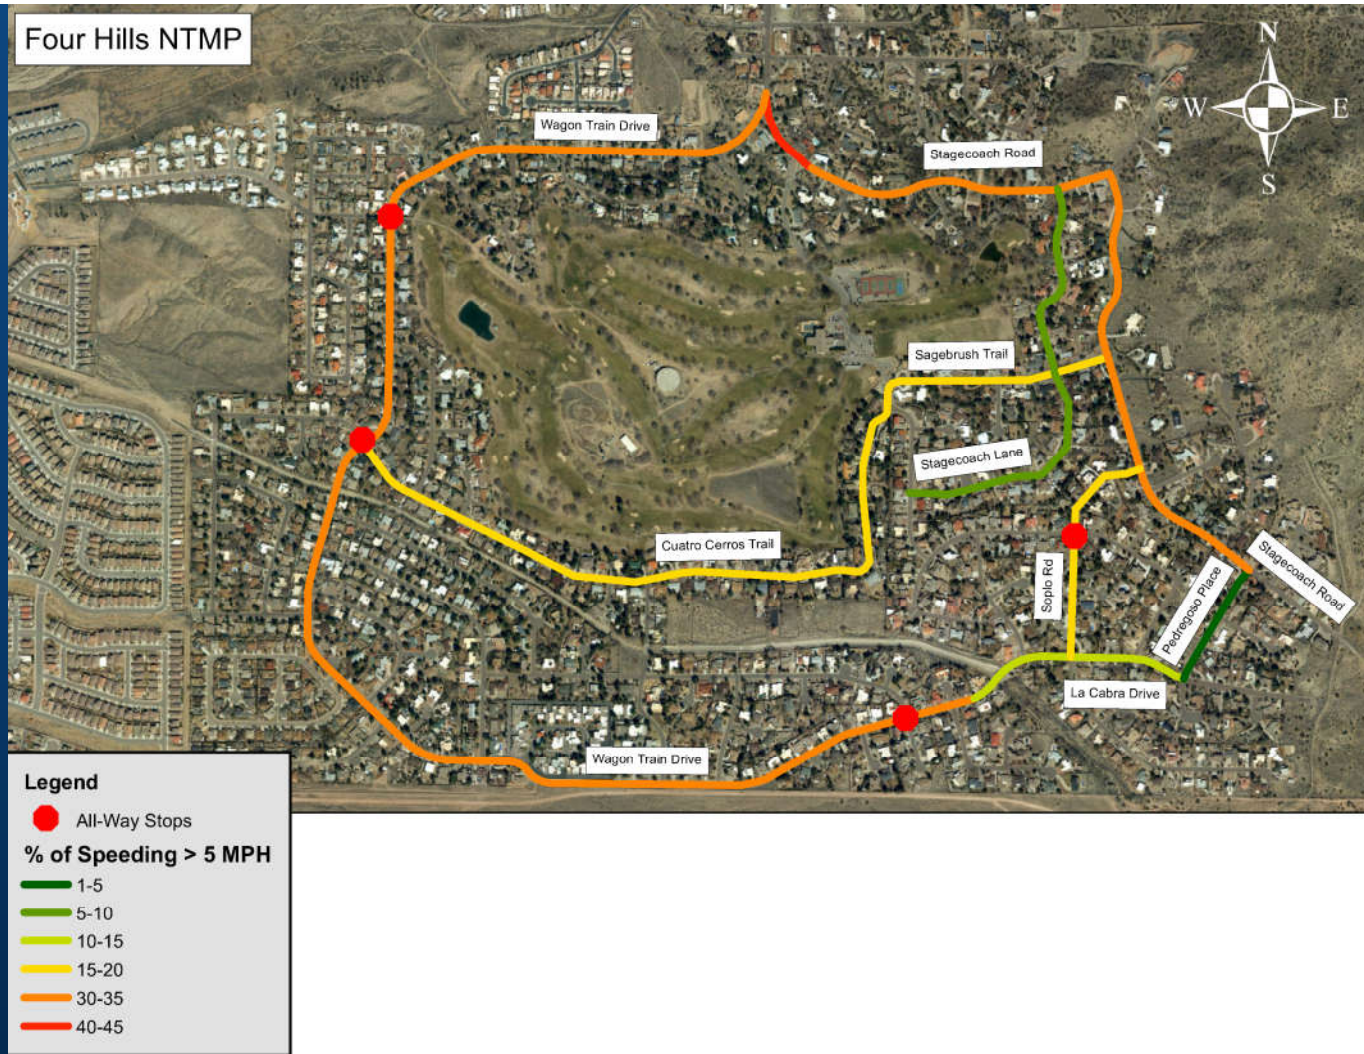 Four Hills NTMP
N
W E
S
Wagon Train Drive
Stagecoach Road
Sagebrush Trail
Stagecoach Lane
Cuatro Cerros Trail
Soplo Rd
Pedregoso Place
Stagecoach Road
La Cabra Drive
Wagon Train Drive
Legend
All-Way Stops
% of Speeding > 5 MPH
1-5
5-10
10-15
15-20
30-35
40-45